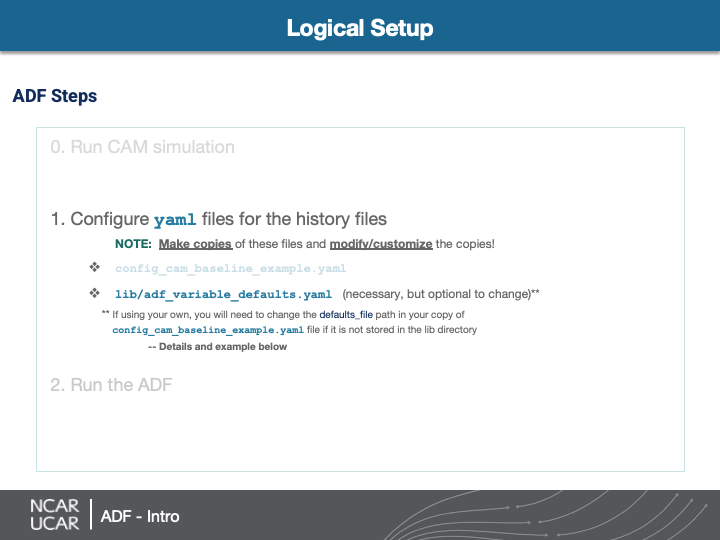 Logical Setup
ADF Steps
0. Run CAM simulation
1. Configure yaml files for the history files
NOTE: Make copies of these files and modify/customize the copies!
❖ config_cam_baseline_example.yaml
❖ lib/adf_variable_defaults.yaml (necessary, but optional to change)**
** If using your own, you will need to change the defaults_file path in your copy of
config_cam_baseline_example.yaml file if it is not stored in the lib directory
-- Details and example below
2. Run the ADF
NCAR
UCAR
ADF - Intro